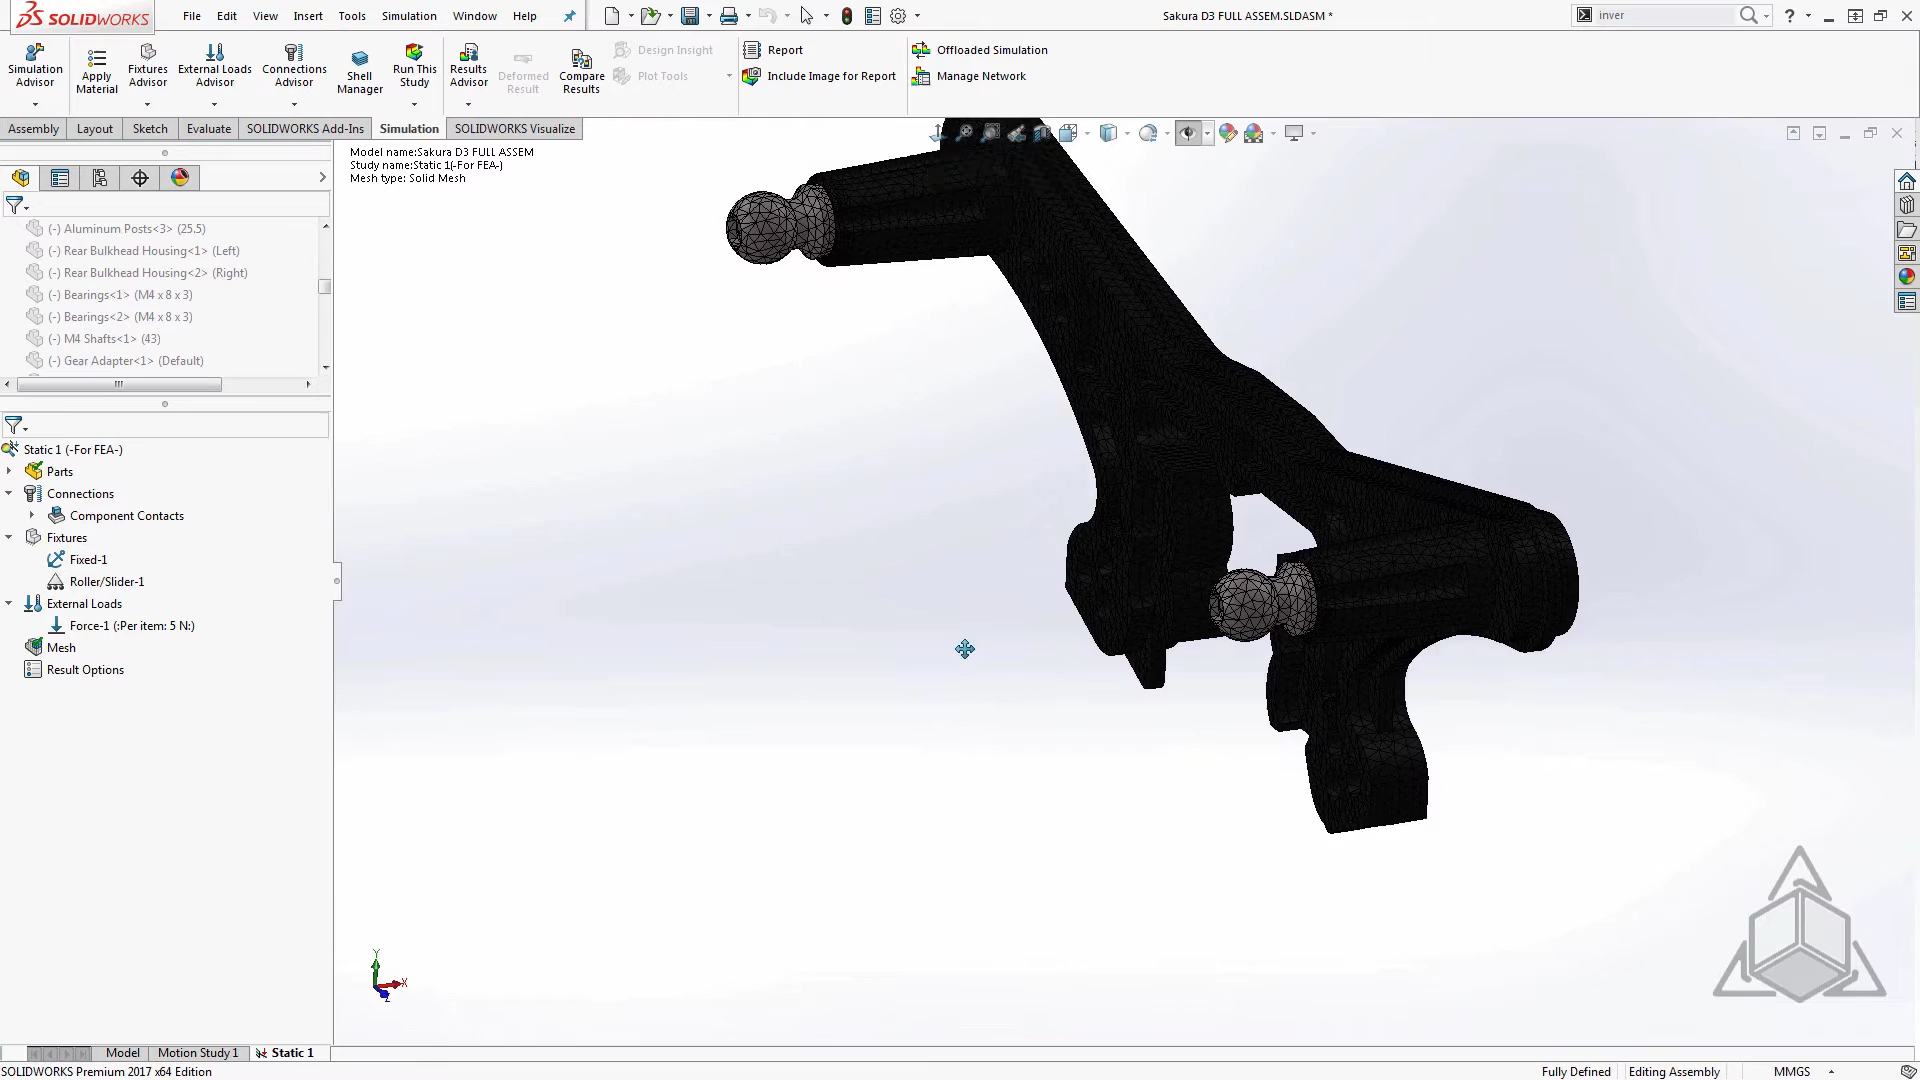 SOLIDWORKS File Edit View Insert Tools Simulation Window Help Sakura D3 FULL ASSEM.SLDASM * inver
Simulation Advisor
Apply Material
Fixtures Advisor
External Loads Advisor
Connections Advisor
Shell Manager
Run This Study
Results Advisor
Deformed Result
Compare Results
Design Insight
Plot Tools
Report
Include Image for Report
Offloaded Simulation
Manage Network
Assembly Layout Sketch Evaluate SOLIDWORKS Add-Ins Simulation SOLIDWORKS Visualize
Model name:Sakura D3 FULL ASSEM
Study name:Static 1(-For FEA-)
Mesh type: Solid Mesh
(-) Aluminum Posts<3> (25.5)
(-) Rear Bulkhead Housing<1> (Left)
(-) Rear Bulkhead Housing<2> (Right)
(-) Bearings<1> (M4 x 8 x 3)
(-) Bearings<2> (M4 x 8 x 3)
(-) M4 Shafts<1> (43)
(-) Gear Adapter<1> (Default)
Static 1 (-For FEA-)
Parts
Connections
Component Contacts
Fixtures
Fixed-1
Roller/Slider-1
External Loads
Force-1 (:Per item: 5 N:)
Mesh
Result Options
Y
X
Z
Model Motion Study 1 Static 1
SOLIDWORKS Premium 2017 x64 Edition Fully Defined Editing Assembly MMGS